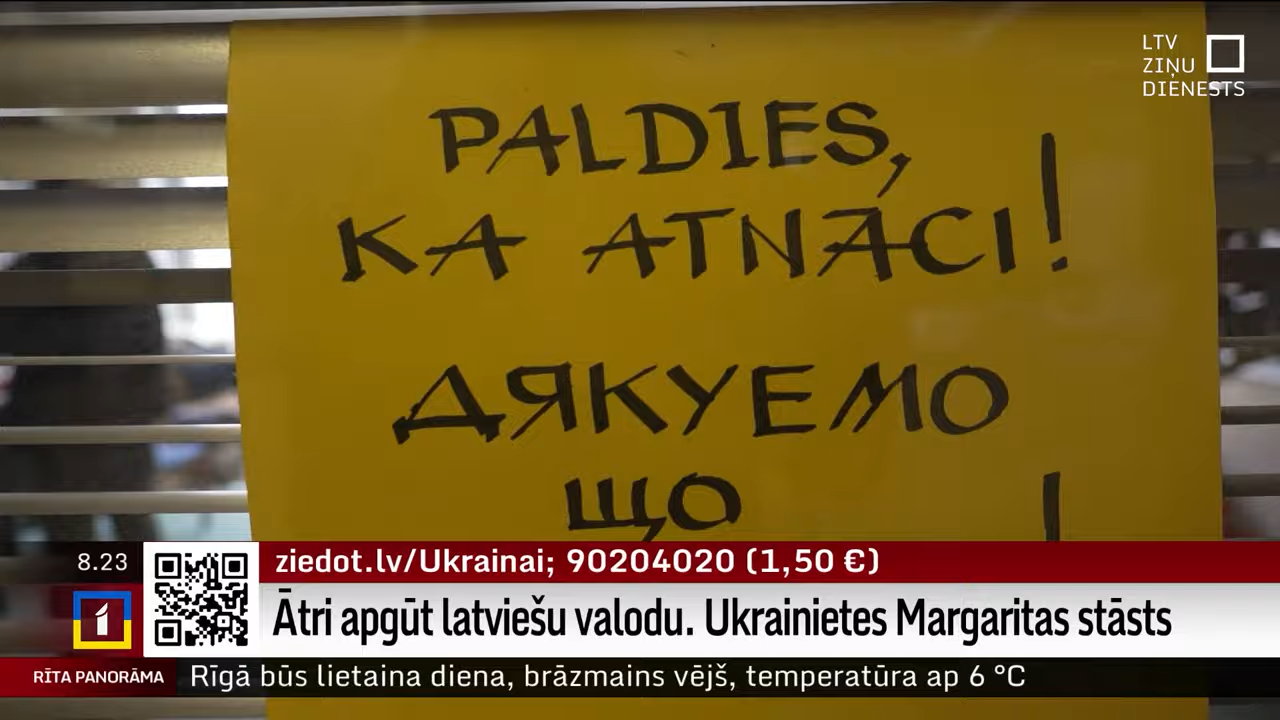 LTV
ZIŅU
DIENESTS
PALDIES,
KA ATNĀCI!
ДЯКУЕМО
ЩО !
8.23
ziedot.lv/Ukrainai; 90204020 (1,50 €)
1
Ātri apgūt latviešu valodu. Ukrainietes Margaritas stāsts
RĪTA PANORĀMA
Rīgā būs lietaina diena, brāzmains vējš, temperatūra ap 6 °C